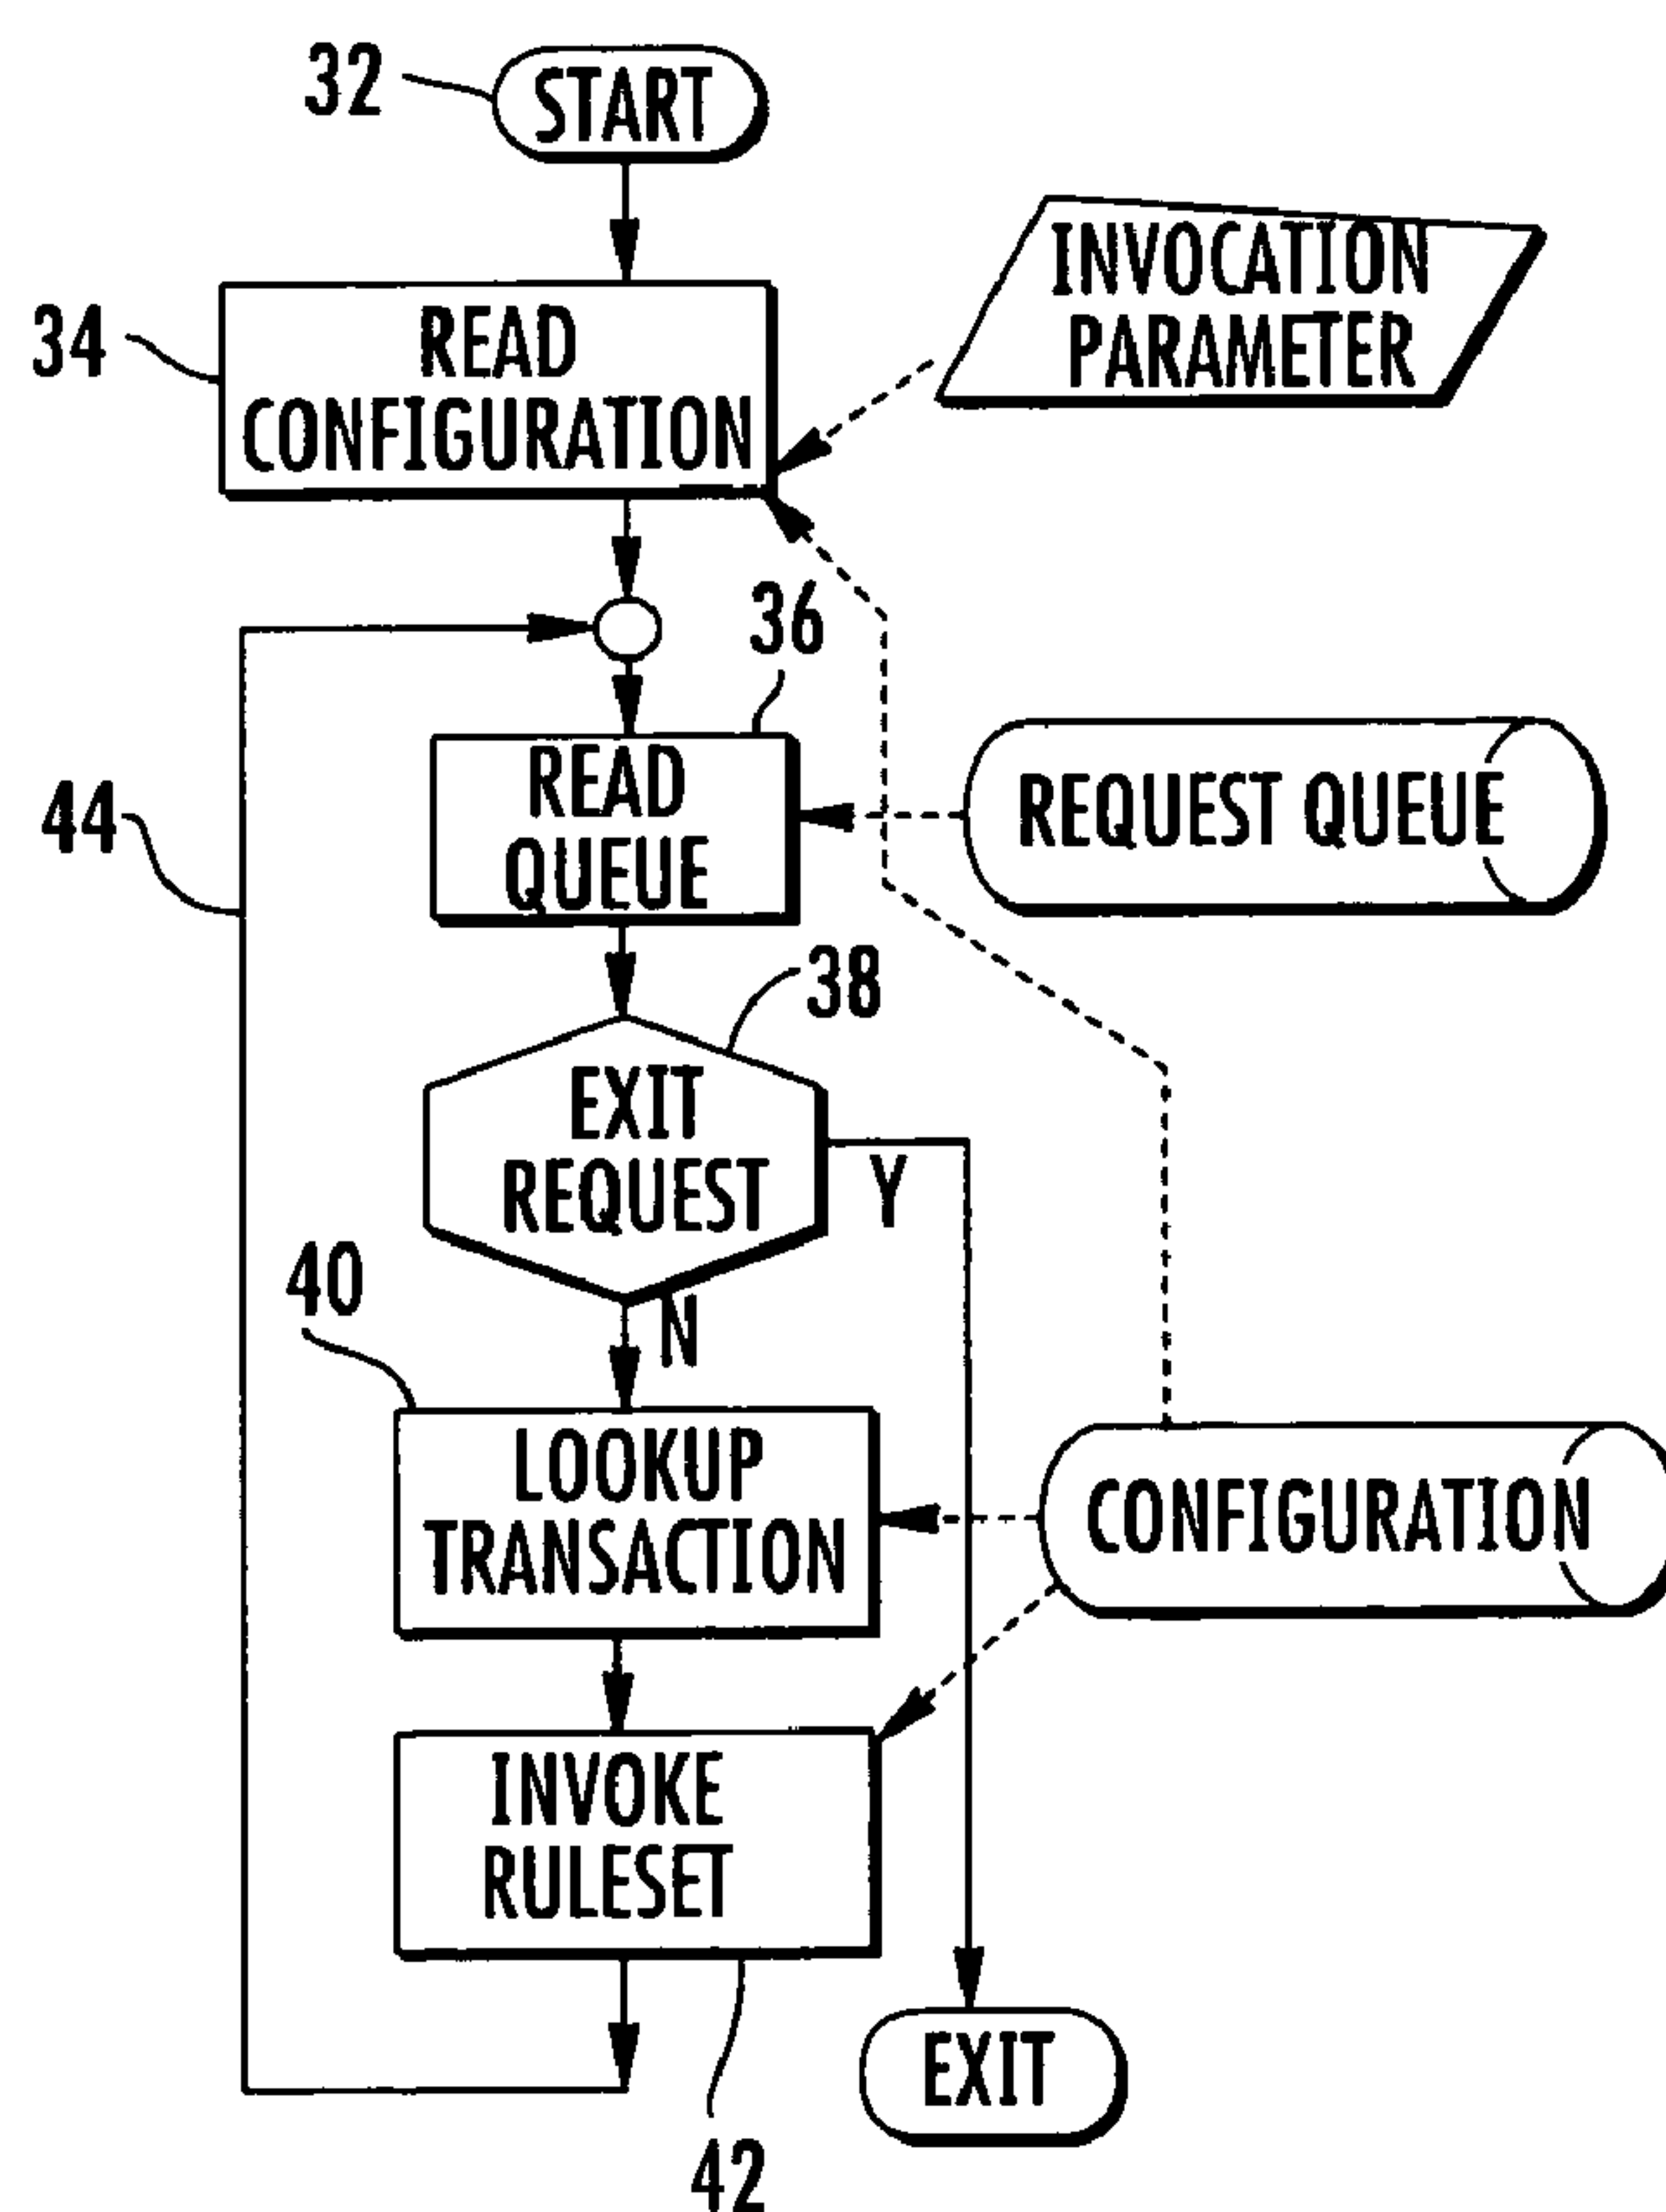 32
START
INVOCATION
PARAMETER
34
READ
CONFIGURATION
36
44
READ
QUEUE
REQUEST QUEUE
38
EXIT
REQUEST
Y
40
N
LOOKUP
TRANSACTION
CONFIGURATION
INVOKE
RULESET
EXIT
42